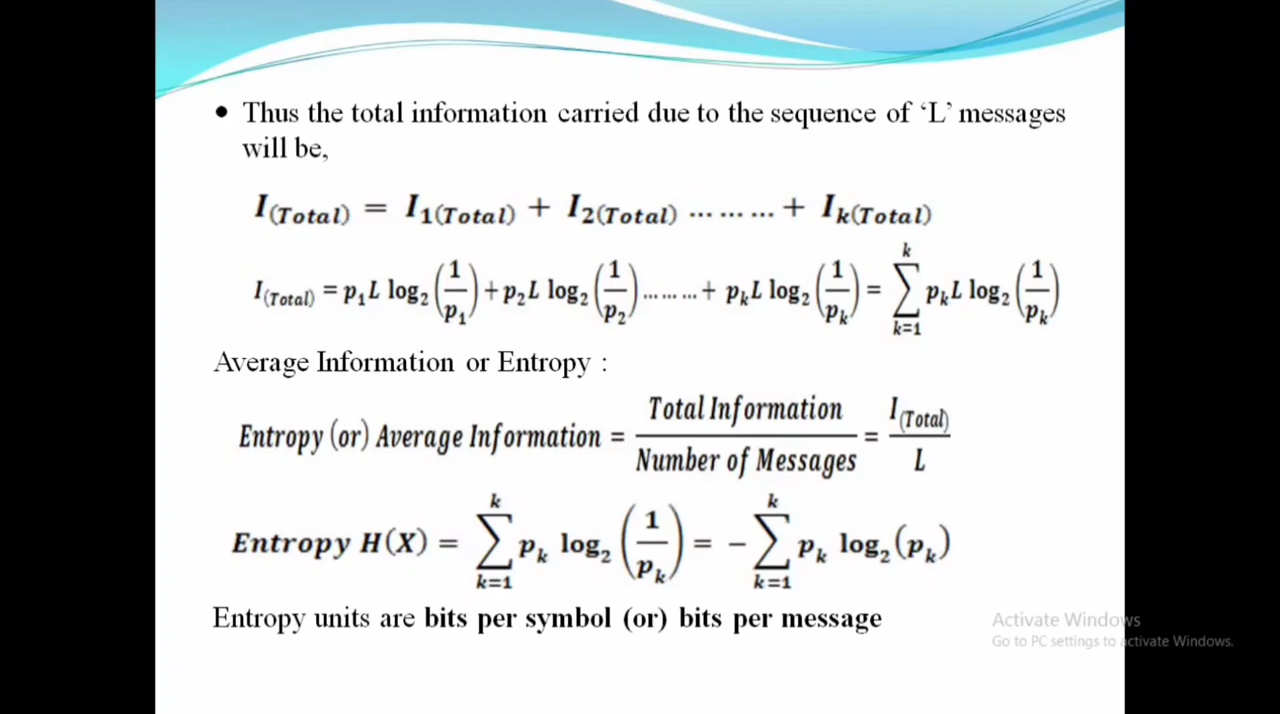 • Thus the total information carried due to the sequence of ‘L’ messages
will be,
I(Total) = I1(Total) + I2(Total) ... ... ... + Ik(Total)
I(Total) = p₁L log₂(1/p₁) + p₂L log₂(1/p₂) ... ... ... + pₖL log₂(1/pₖ) = ∑_{k=1}^{k} pₖL log₂(1/pₖ)
Average Information or Entropy :
Entropy (or) Average Information = Total Information / Number of Messages = I(Total) / L
Entropy H(X) = ∑_{k=1}^{k} pₖ log₂(1/pₖ) = − ∑_{k=1}^{k} pₖ log₂(pₖ)
Entropy units are bits per symbol (or) bits per message
Activate Windows
Go to PC settings to activate Windows.